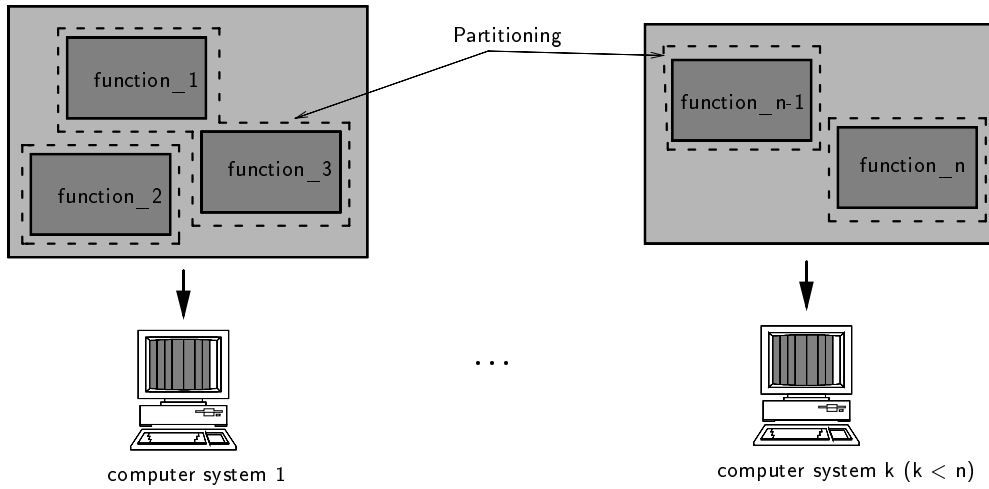 Partitioning
function_1
function_2
function_3
function_n-1
function_n
...
computer system 1
computer system k (k < n)